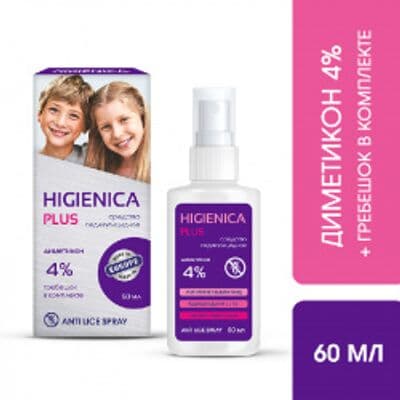 HIGIENICA
PLUS
средство
педикулицидное
ДИМЕТИКОН
4%
гребешок
в комплекте
EUROPE
60 мл
ANTI LICE SPRAY
HIGIENICA
PLUS
средство
педикулицидное
ДИМЕТИКОН
4%
ANTI LICE SPRAY
60 мл
ДИМЕТИКОН 4%
+ ГРЕБЕШОК В КОМПЛЕКТЕ
60 МЛ